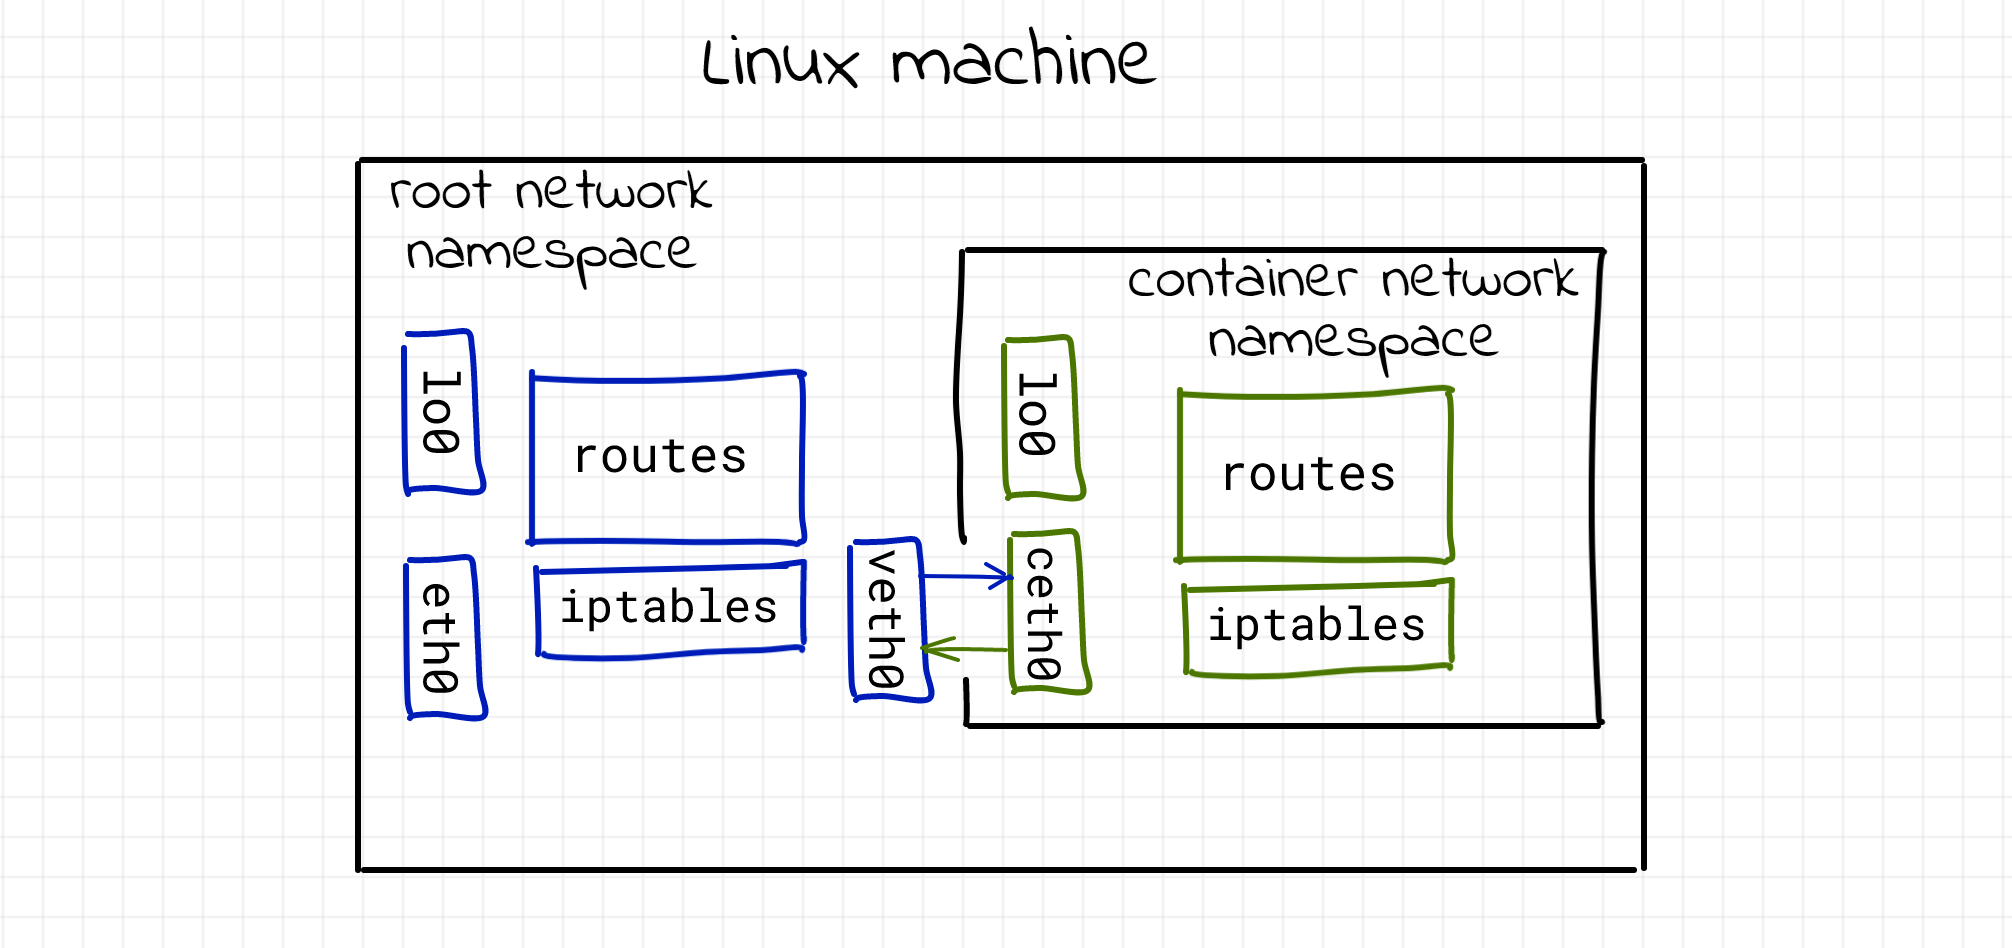 Linux machine
root network
namespace
lo0
routes
eth0
iptables
veth0
container network
namespace
lo0
routes
ceth0
iptables